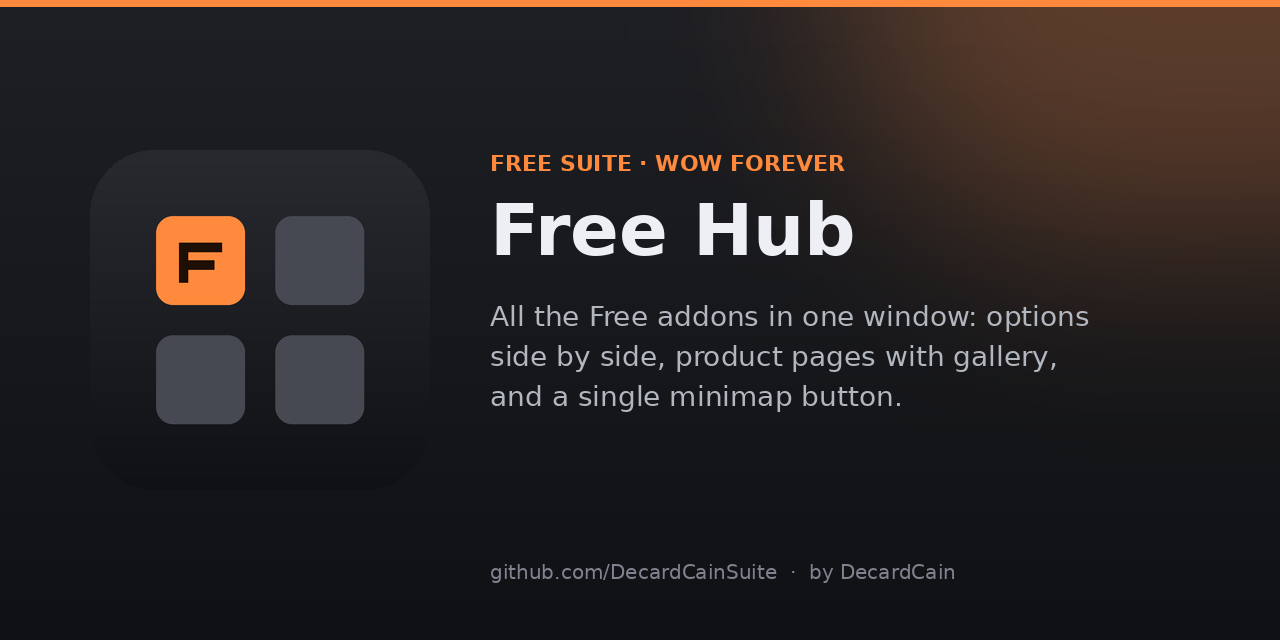 FREE SUITE · WOW FOREVER
Free Hub
F
All the Free addons in one window: options
side by side, product pages with gallery,
and a single minimap button.
github.com/DecardCainSuite · by DecardCain